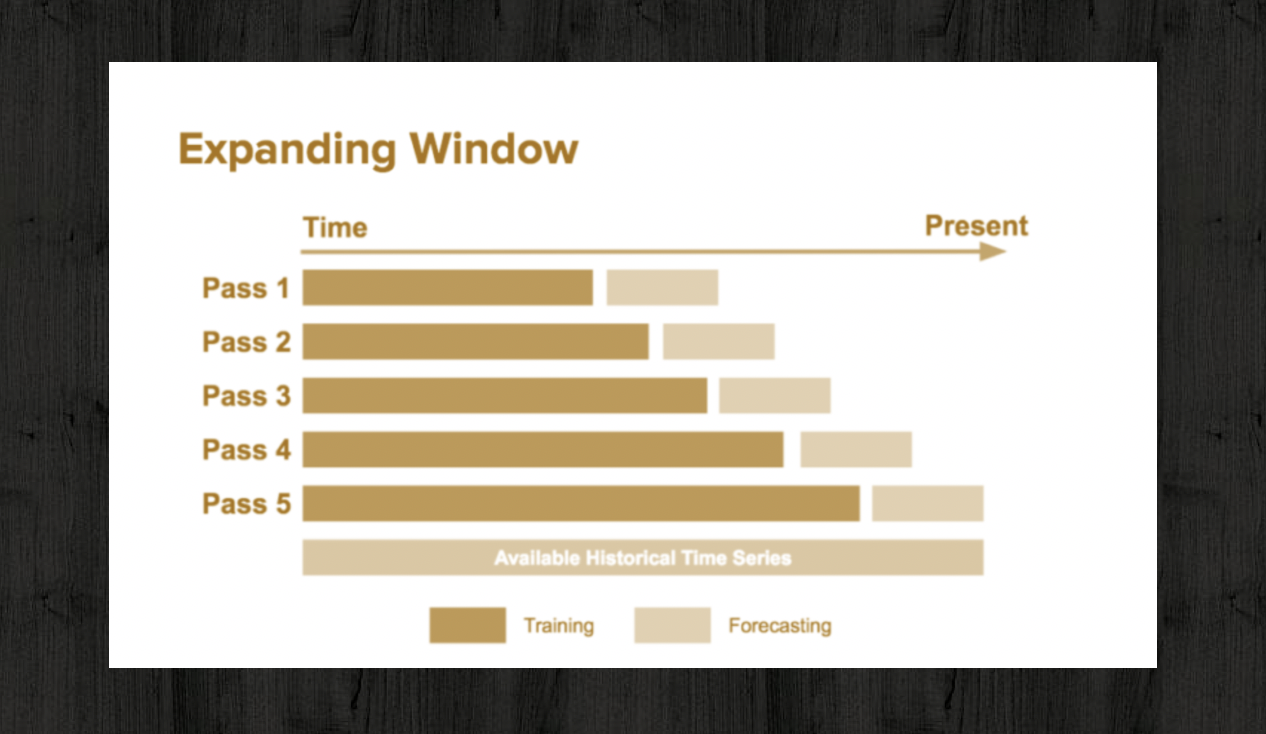 Expanding Window
Time
Present
Pass 1
Pass 2
Pass 3
Pass 4
Pass 5
Available Historical Time Series
Training
Forecasting